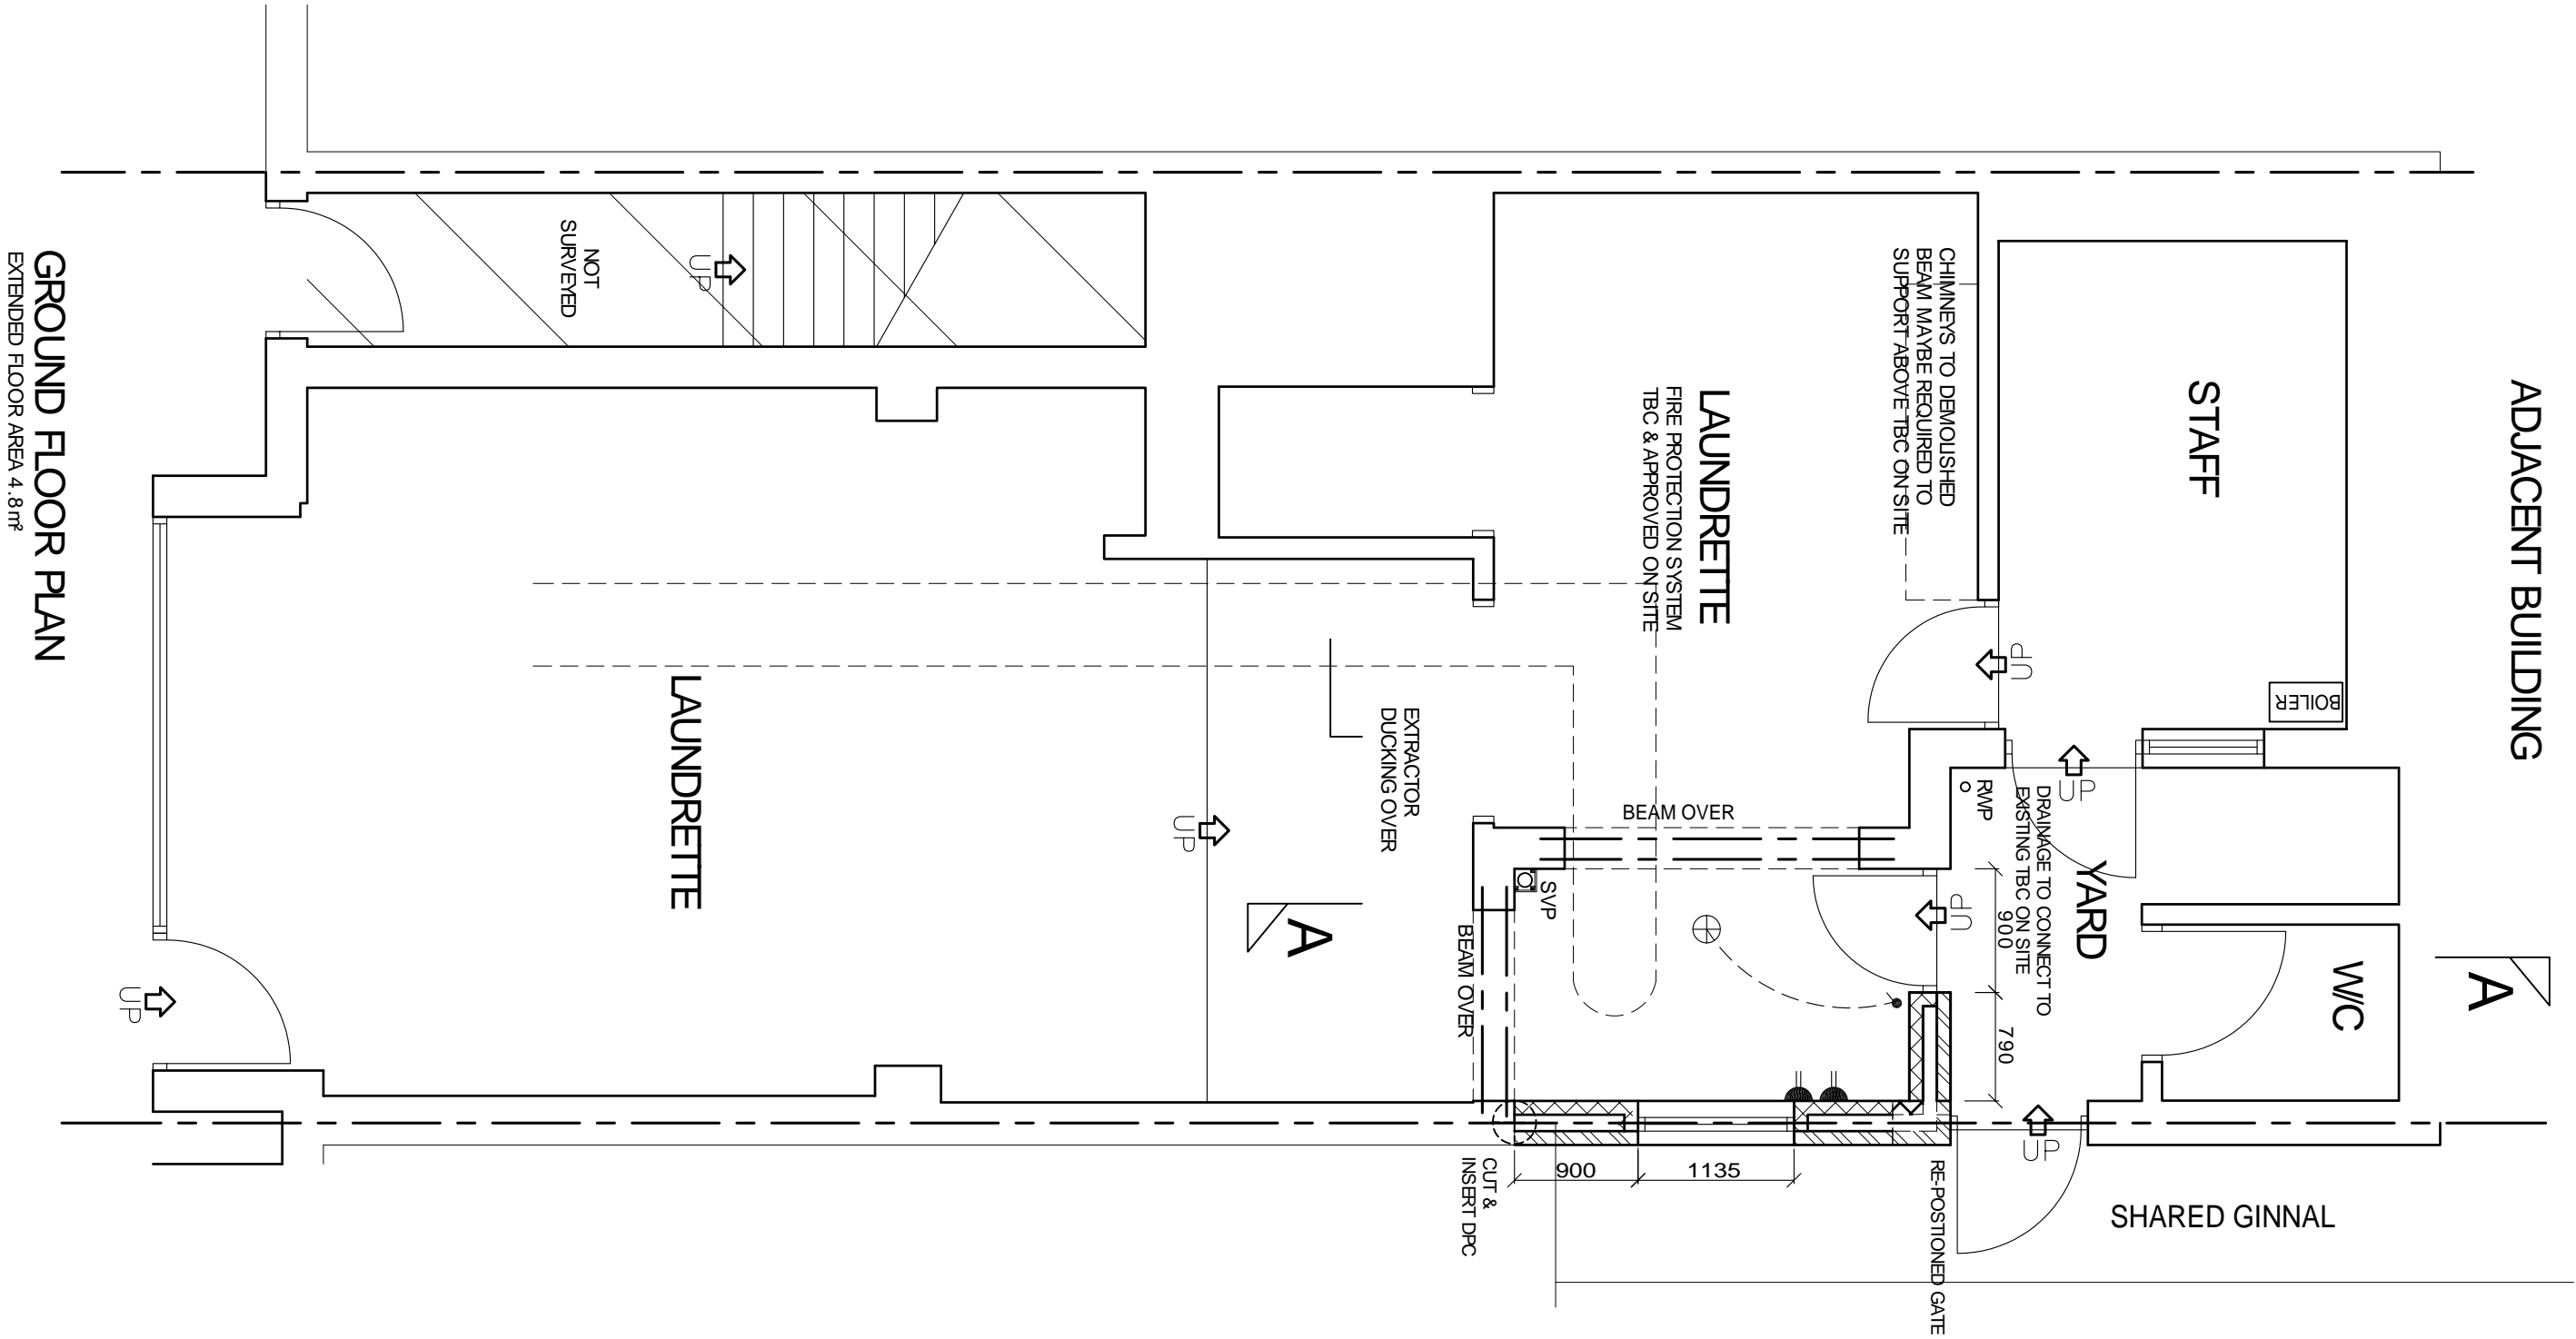 GROUND FLOOR PLAN
EXTENDED FLOOR AREA 4.8m²
NOT
SURVEYED
UP
LAUNDRETTE
UP
UP
EXTRACTOR
DUCKING OVER
A
LAUNDRETTE
FIRE PROTECTION SYSTEM
TBC & APPROVED ON SITE
CHIMNEYS TO DEMOLISHED
BEAM MAYBE REQUIRED TO
SUPPORT ABOVE TBC ON SITE
STAFF
BOILER
UP
ADJACENT BUILDING
BEAM OVER
BEAM OVER
SVP
UP
RWP
UP
DRAINAGE TO CONNECT TO
EXISTING TBC ON SITE
YARD
900
790
W/C
A
UP
CUT &
INSERT DPC
900
1135
RE-POSTIONED GATE
SHARED GINNAL